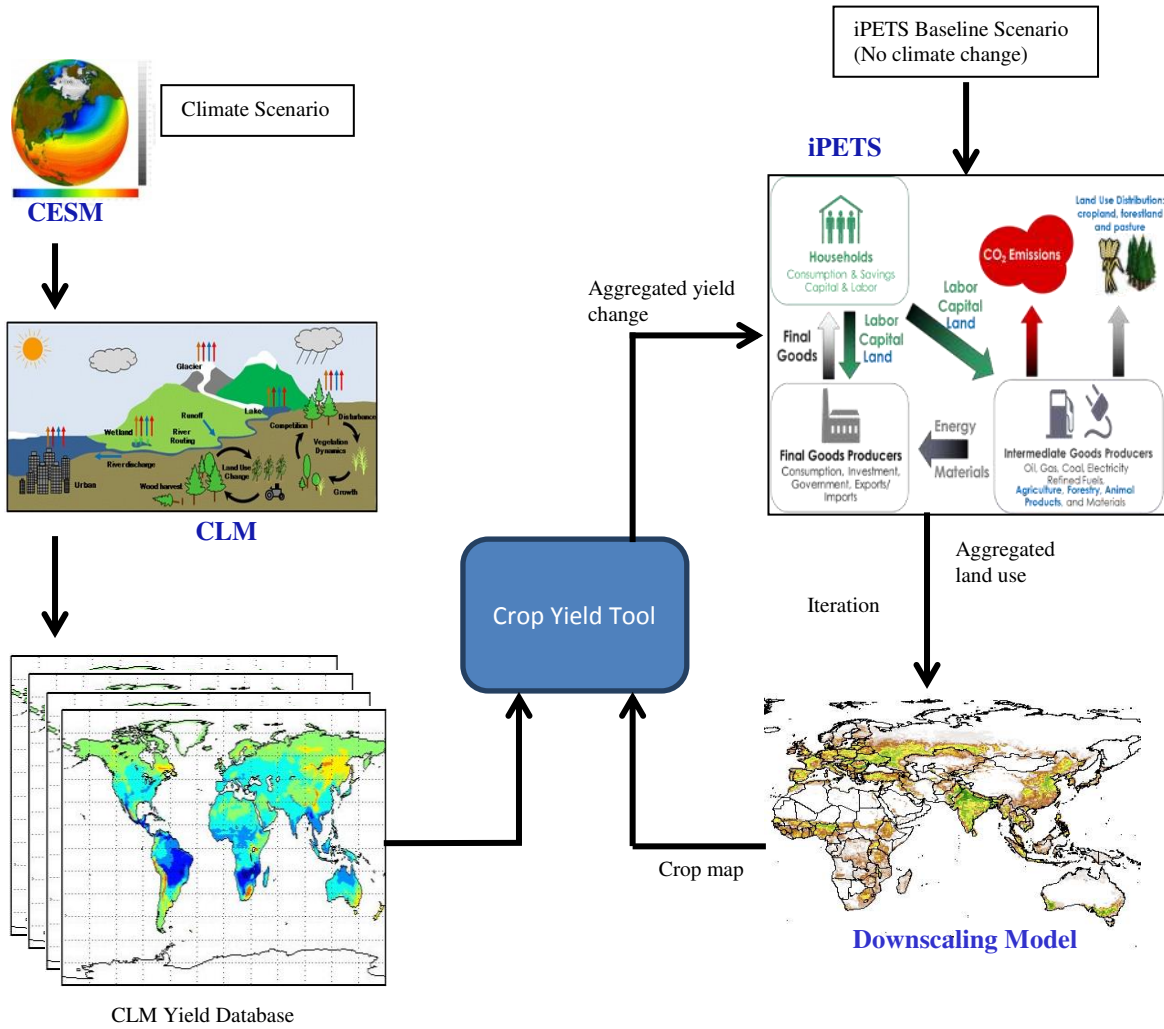 iPETS Baseline Scenario
(No climate change)
Climate Scenario
CESM
iPETS
Households
Consumption & Savings
Capital & Labor
CO2 Emissions
Land Use Distribution:
cropland, forestland
and pasture
Labor
Capital
Land
Final
Goods
Labor
Capital
Land
Final Goods Producers
Consumption, Investment,
Government, Exports/
Imports
Energy
Materials
Intermediate Goods Producers
Oil, Gas, Coal, Electricity
Refined Fuels,
Agriculture, Forestry, Animal
Products, and Materials
Aggregated yield
change
Glacier
Lake
Runoff
River
Routing
Wetland
River discharge
Urban
Competition
Disturbance
Vegetation
Dynamics
Growth
Land Use
Change
Wood harvest
CLM
Crop Yield Tool
Aggregated
land use
Iteration
Crop map
Downscaling Model
CLM Yield Database